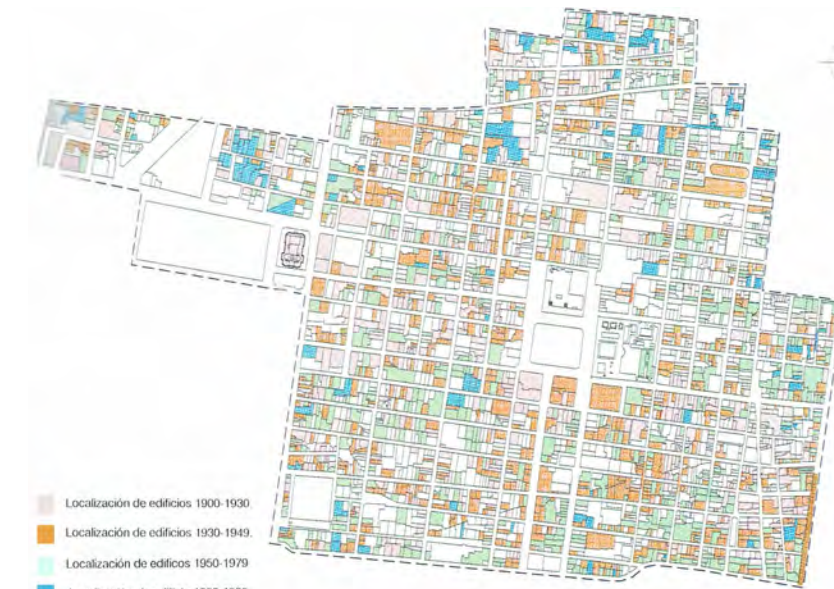 Localización de edificios 1900-1930
Localización de edificios 1930-1949.
Localización de edificos 1950-1979